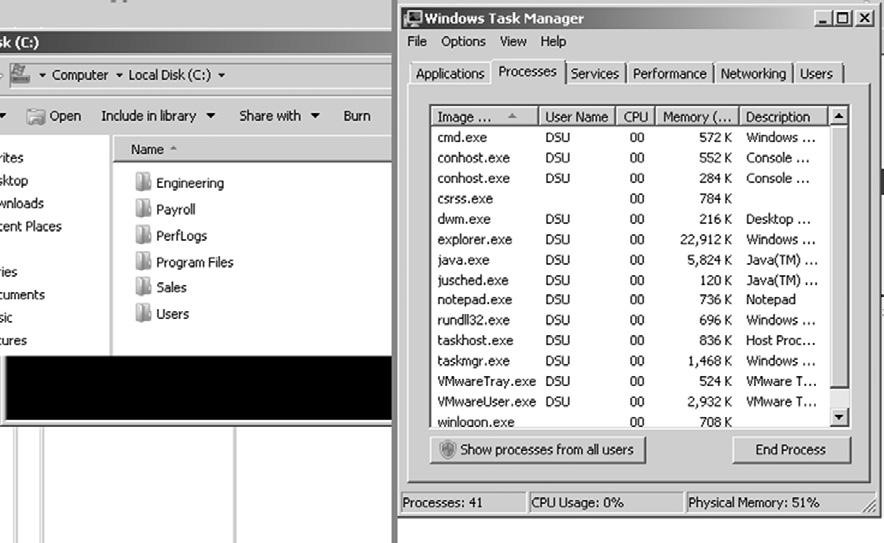 sk (C:)
Computer Local Disk (C:)
Open Include in library Share with Burn
Name
rites
sktop
wnloads
cent Places
ries
cuments
sic
tures
Engineering
Payroll
PerfLogs
Program Files
Sales
Users
Windows Task Manager
File Options View Help
Applications Processes Services Performance Networking Users
Image ... User Name CPU Memory (... Description
cmd.exe DSU 00 572 K Windows ...
conhost.exe DSU 00 552 K Console ...
conhost.exe DSU 00 284 K Console ...
csrss.exe 00 784 K
dwm.exe DSU 00 216 K Desktop ...
explorer.exe DSU 00 22,912 K Windows ...
java.exe DSU 00 5,824 K Java(TM) ...
jusched.exe DSU 00 120 K Java(TM) ...
notepad.exe DSU 00 736 K Notepad
rundll32.exe DSU 00 696 K Windows ...
taskhost.exe DSU 00 836 K Host Proc...
taskmgr.exe DSU 00 1,468 K Windows ...
VMwareTray.exe DSU 00 524 K VMware T...
VMwareUser.exe DSU 00 2,932 K VMware T...
winlogon.exe 00 708 K
Show processes from all users End Process
Processes: 41 CPU Usage: 0% Physical Memory: 51%